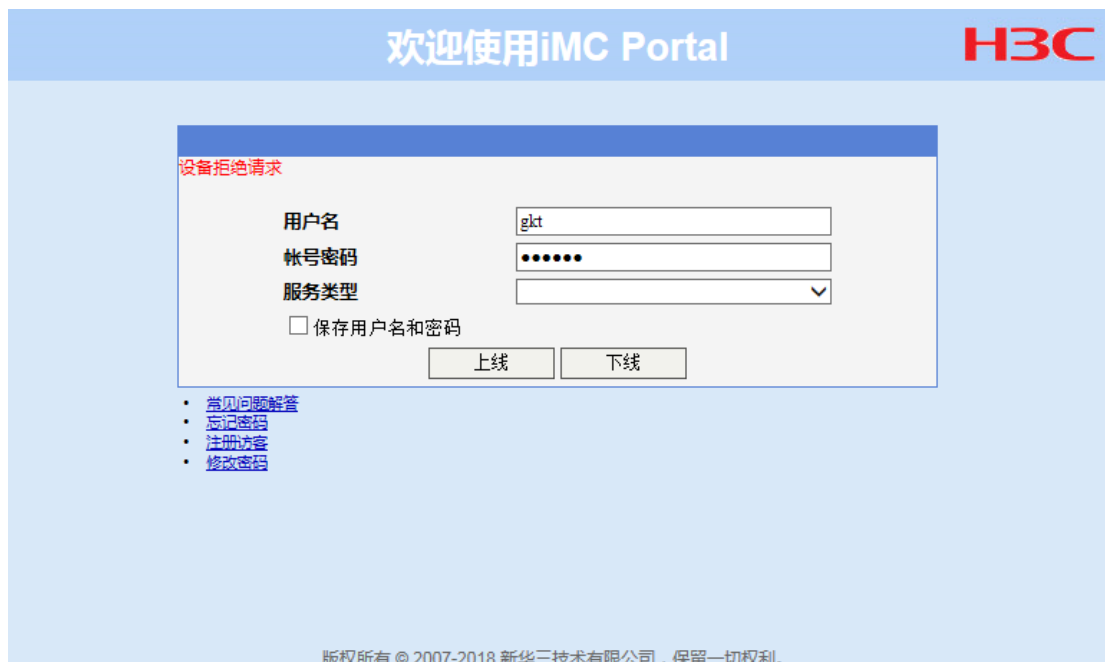 欢迎使用iMC Portal
H3C
设备拒绝请求
用户名
gkt
帐号密码
••••••
服务类型
保存用户名和密码
上线 下线
• 常见问题解答
• 忘记密码
• 注册访客
• 修改密码
版权所有 © 2007-2018 新华三技术有限公司，保留一切权利。